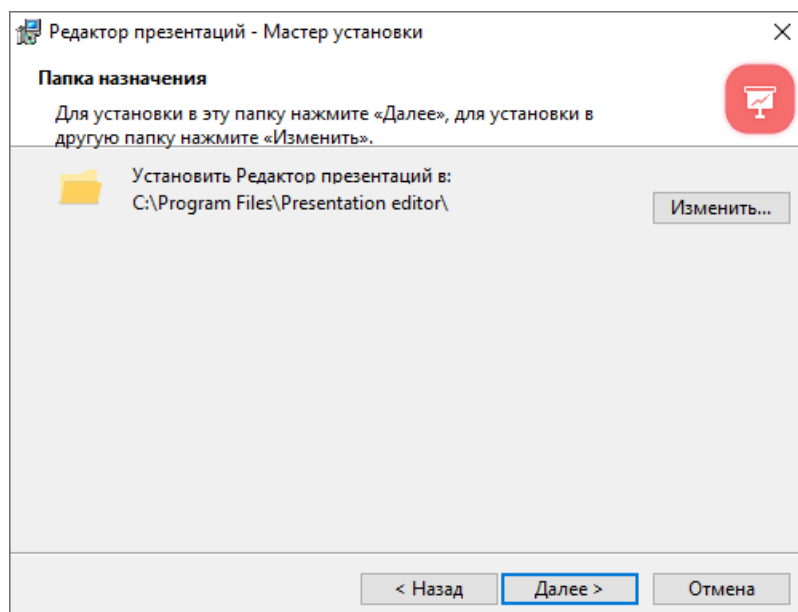 Редактор презентаций - Мастер установки
Папка назначения
Для установки в эту папку нажмите «Далее», для установки в
другую папку нажмите «Изменить».
Установить Редактор презентаций в:
C:\Program Files\Presentation editor\
Изменить...
< Назад
Далее >
Отмена